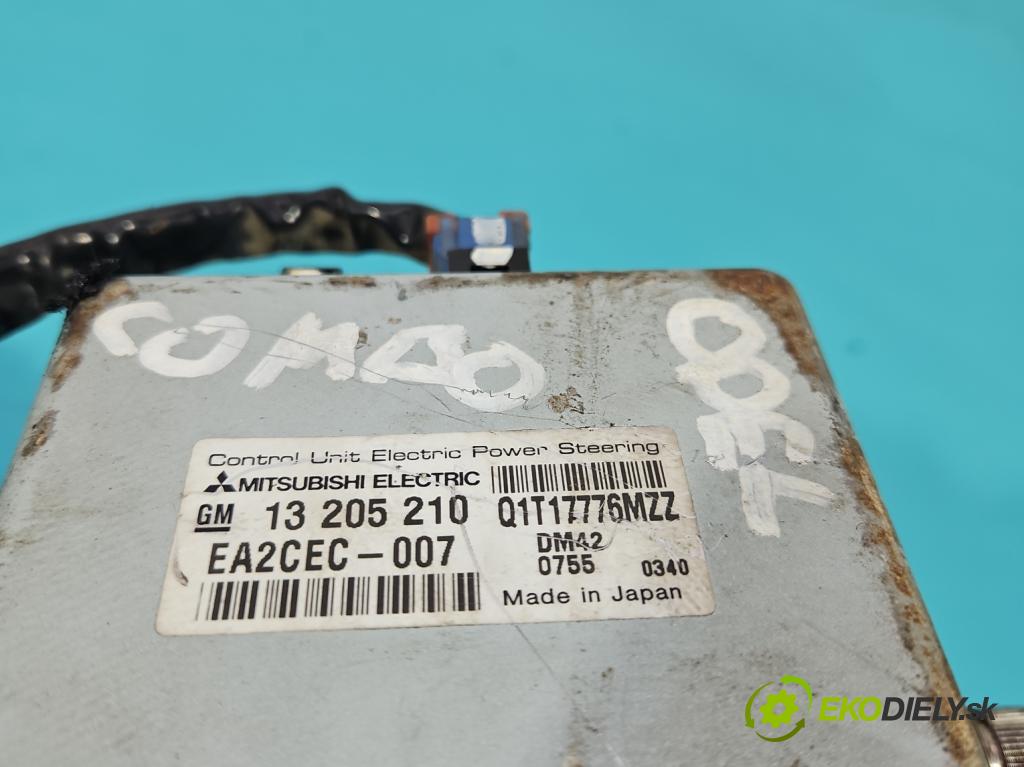 COMBO
08r
Control Unit Electric Power Steering
MITSUBISHI ELECTRIC
GM 13 205 210 Q1T17776MZZ
EA2CEC-007 DM42
0755 0340
Made in Japan
EKODIELY.sk